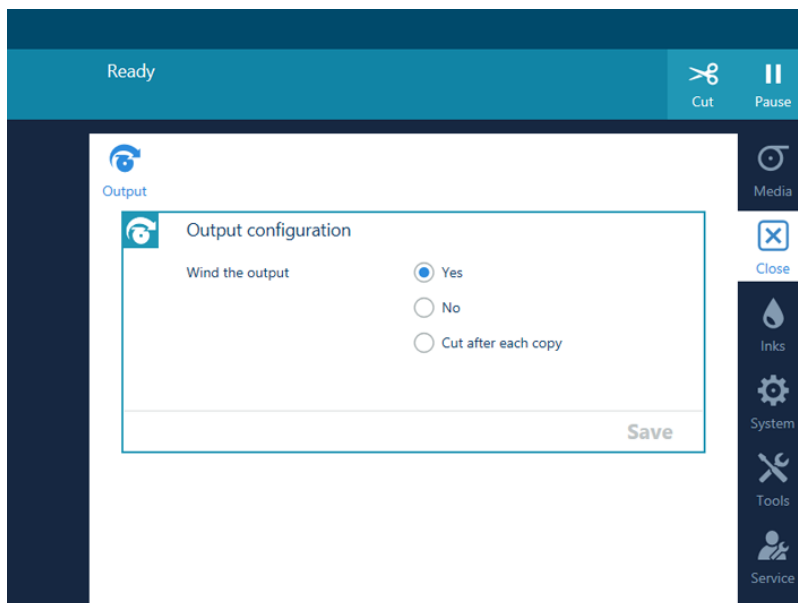 Ready
Cut
Pause
Output
Media
Output configuration
Wind the output
Yes
No
Cut after each copy
Save
Close
Inks
System
Tools
Service